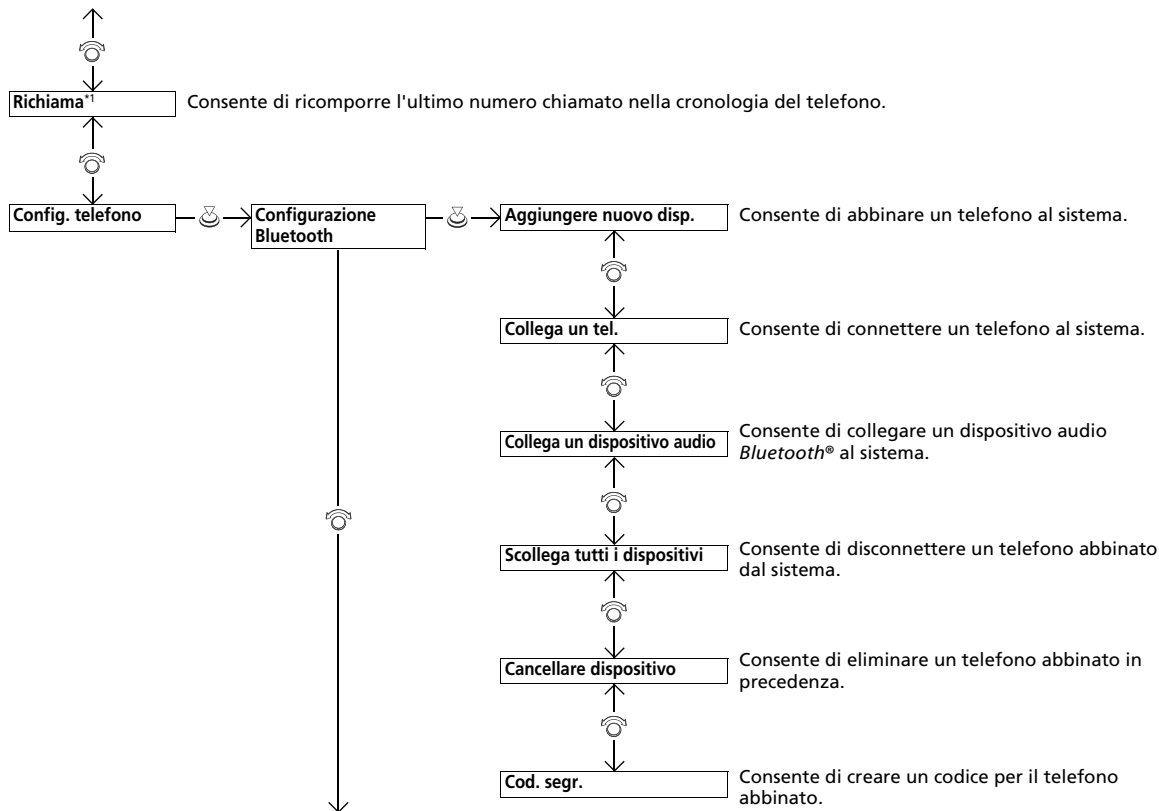 Richiama*1
Consente di ricomporre l'ultimo numero chiamato nella cronologia del telefono.
Config. telefono
Configurazione
Bluetooth
Aggiungere nuovo disp.
Consente di abbinare un telefono al sistema.
Collega un tel.
Consente di connettere un telefono al sistema.
Collega un dispositivo audio
Consente di collegare un dispositivo audio
Bluetooth® al sistema.
Scollega tutti i dispositivi
Consente di disconnettere un telefono abbinato
dal sistema.
Cancellare dispositivo
Consente di eliminare un telefono abbinato in
precedenza.
Cod. segr.
Consente di creare un codice per il telefono
abbinato.